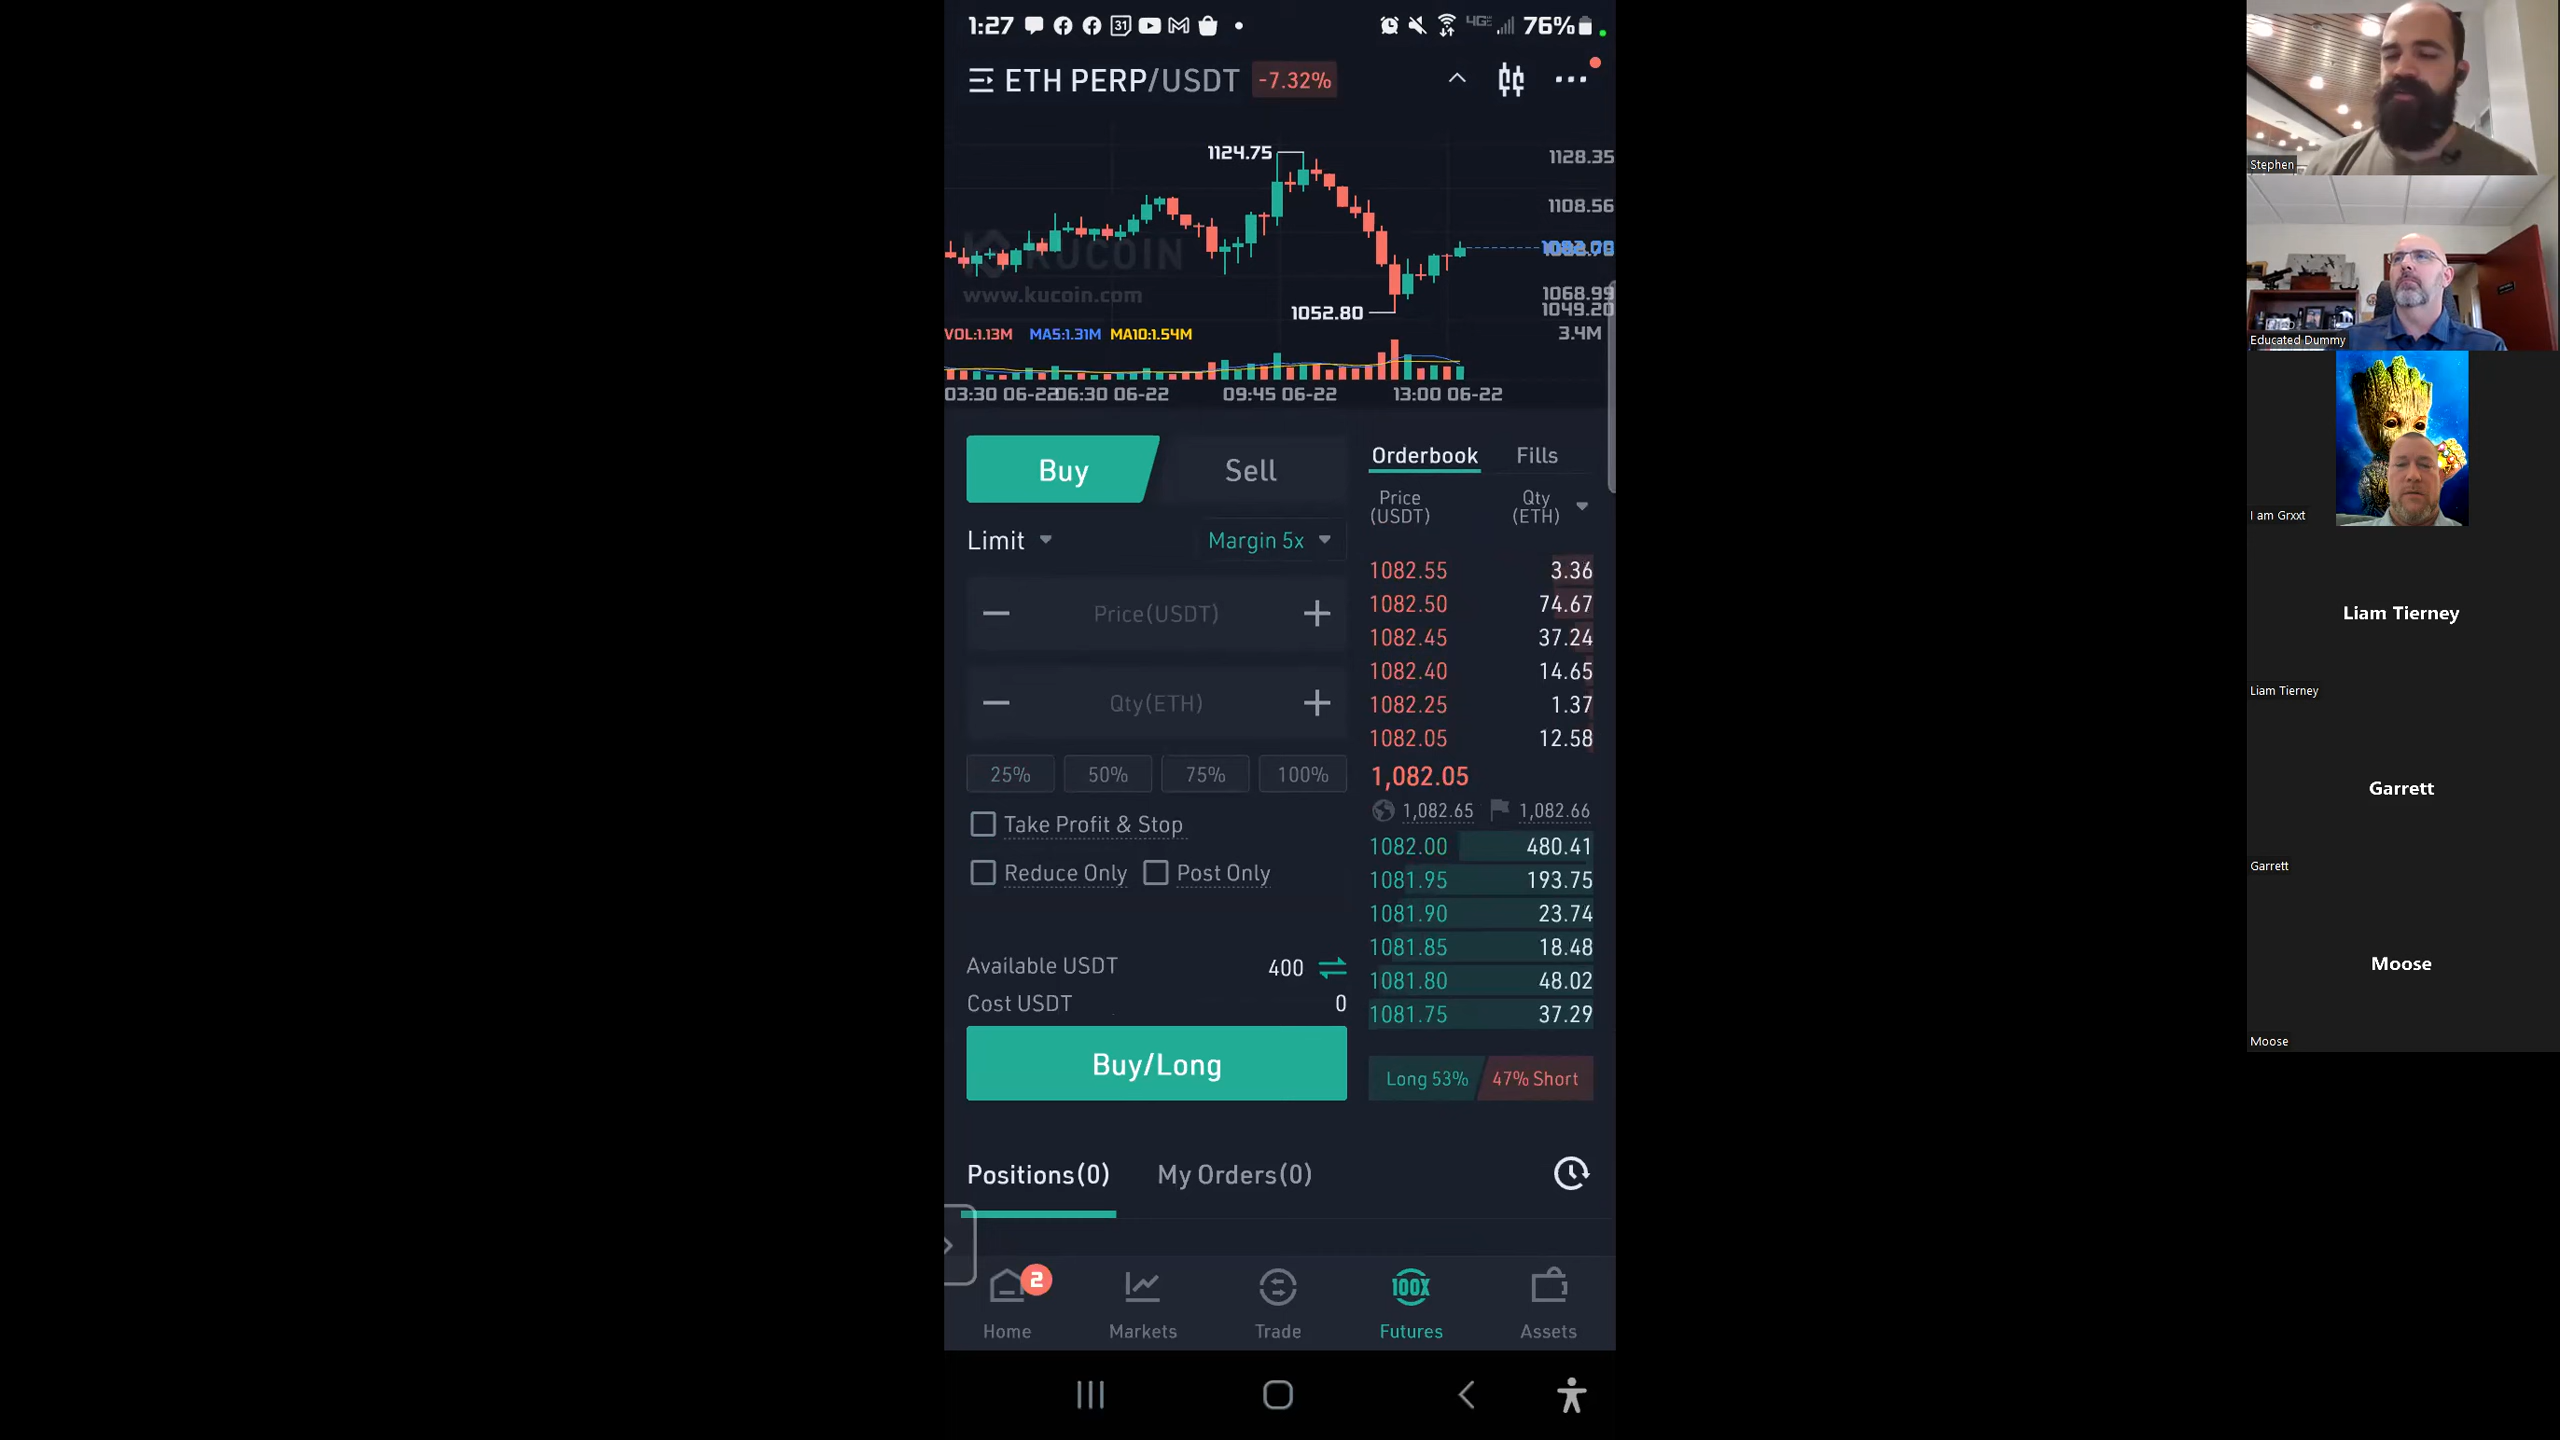 1:27
31
4G
76%
ETH PERP/USDT -7.32%
1124.75
1128.35
1108.56
KUCOIN
www.kucoin.com
1068.99
1052.80
1049.20
VOL:1.13M MA5:1.31M MA10:1.54M
3.4M
03:30 06-22 06:30 06-22 09:45 06-22 13:00 06-22
Buy
Sell
Limit
Margin 5x
Price(USDT)
Qty(ETH)
25% 50% 75% 100%
Take Profit & Stop
Reduce Only
Post Only
Available USDT 400
Cost USDT 0
Buy/Long
Orderbook Fills
Price (USDT)
Qty (ETH)
1082.55 3.36
1082.50 74.67
1082.45 37.24
1082.40 14.65
1082.25 1.37
1082.05 12.58
1,082.05
1,082.65 1,082.66
1082.00 480.41
1081.95 193.75
1081.90 23.74
1081.85 18.48
1081.80 48.02
1081.75 37.29
Long 53% 47% Short
Positions(0) My Orders(0)
2
100X
Home Markets Trade Futures Assets
Stephen
Educated Dummy
I am Grxxt
Liam Tierney
Liam Tierney
Garrett
Garrett
Moose
Moose